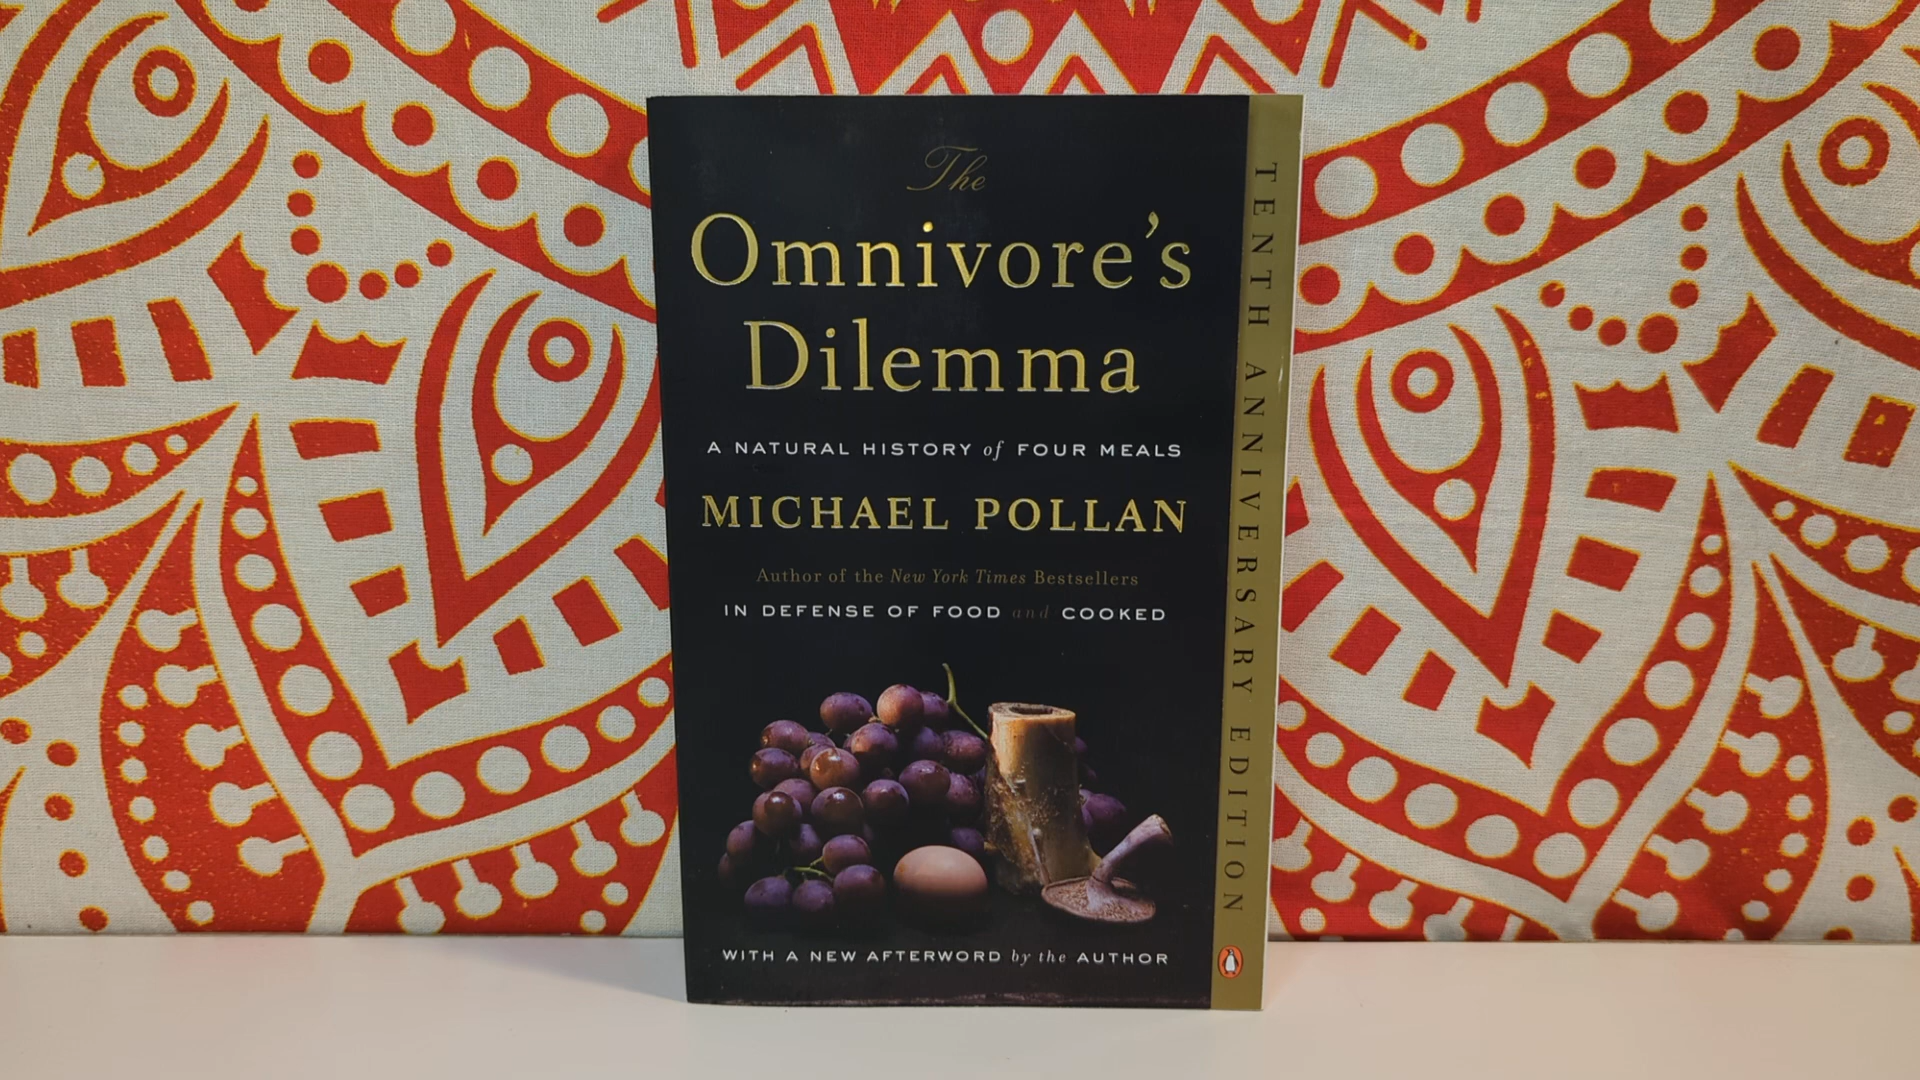 The
Omnivore's
Dilemma
A NATURAL HISTORY of FOUR MEALS
MICHAEL POLLAN
Author of the New York Times Bestsellers
IN DEFENSE OF FOOD and COOKED
WITH A NEW AFTERWORD by the AUTHOR
TENTH ANNIVERSARY EDITION